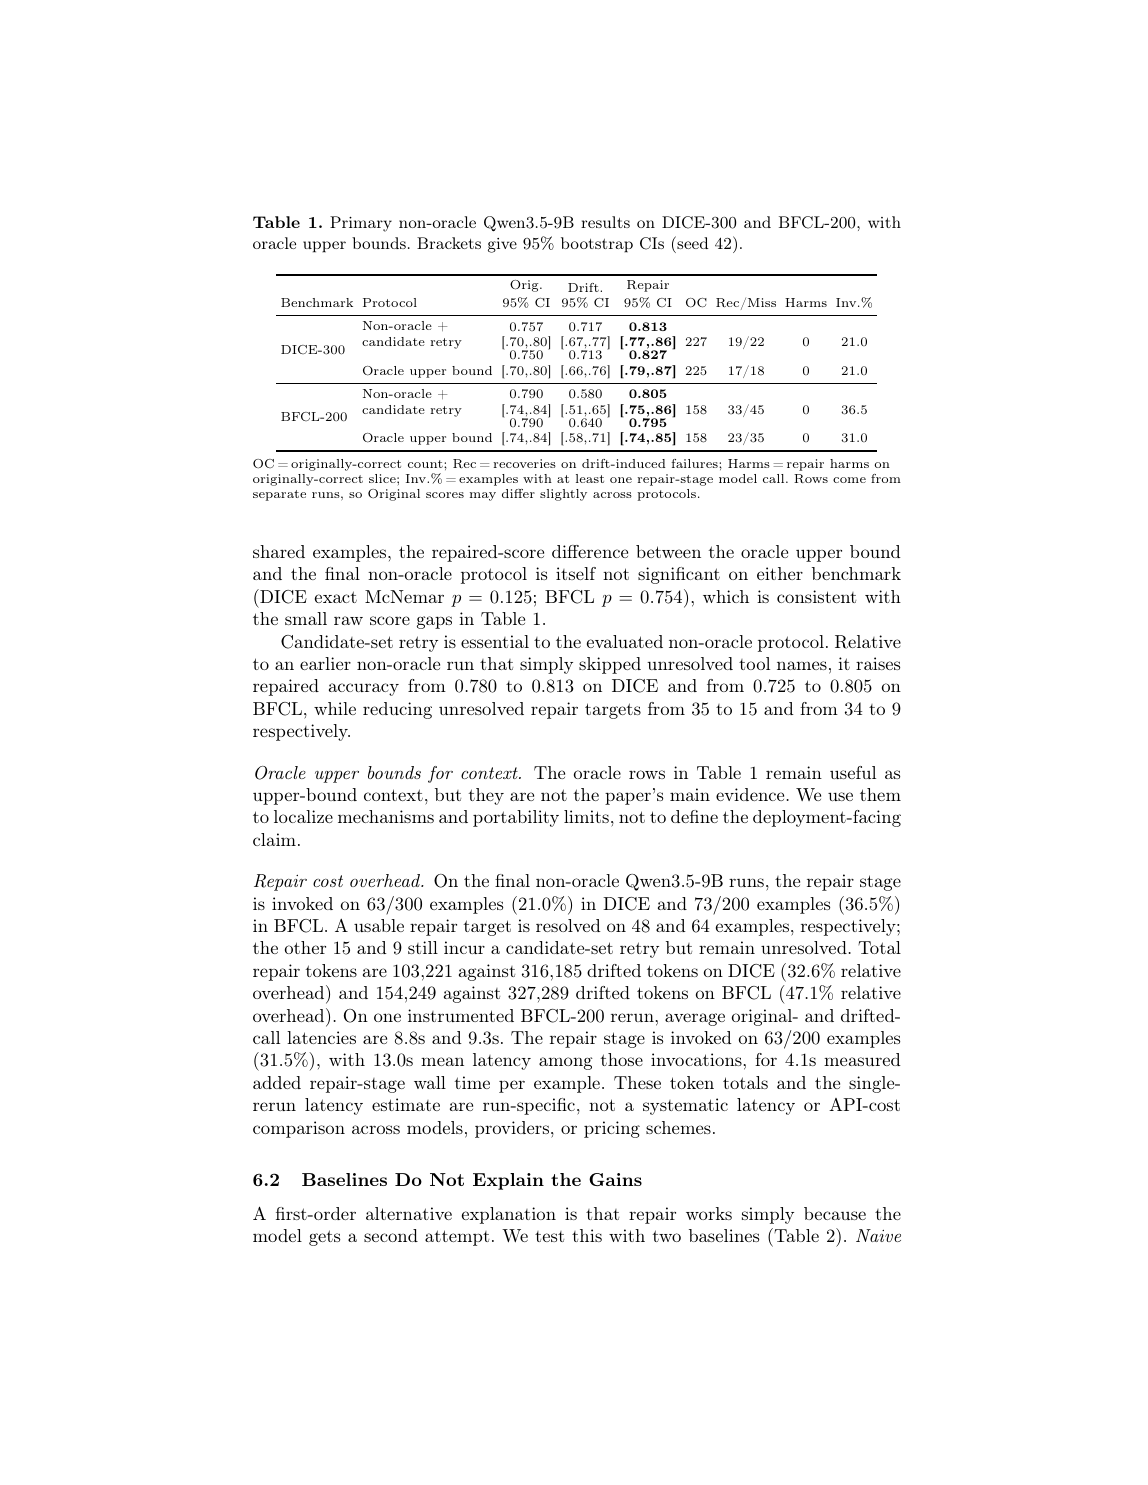 Table 1. Primary non-oracle Qwen3.5-9B results on DICE-300 and BFCL-200, with
oracle upper bounds. Brackets give 95% bootstrap CIs (seed 42).
Orig. Drift. Repair
Benchmark Protocol 95% CI 95% CI 95% CI OC Rec/Miss Harms Inv.%
Non-oracle + 0.757 0.717 0.813
DICE-300 candidate retry [.70,.80] [.67,.77] [.77,.86] 227 19/22 0 21.0
0.750 0.713 0.827
Oracle upper bound [.70,.80] [.66,.76] [.79,.87] 225 17/18 0 21.0
Non-oracle + 0.790 0.580 0.805
BFCL-200 candidate retry [.74,.84] [.51,.65] [.75,.86] 158 33/45 0 36.5
0.790 0.640 0.795
Oracle upper bound [.74,.84] [.58,.71] [.74,.85] 158 23/35 0 31.0
OC = originally-correct count; Rec = recoveries on drift-induced failures; Harms = repair harms on
originally-correct slice; Inv.% = examples with at least one repair-stage model call. Rows come from
separate runs, so Original scores may differ slightly across protocols.
shared examples, the repaired-score difference between the oracle upper bound
and the final non-oracle protocol is itself not significant on either benchmark
(DICE exact McNemar p = 0.125; BFCL p = 0.754), which is consistent with
the small raw score gaps in Table 1.
Candidate-set retry is essential to the evaluated non-oracle protocol. Relative
to an earlier non-oracle run that simply skipped unresolved tool names, it raises
repaired accuracy from 0.780 to 0.813 on DICE and from 0.725 to 0.805 on
BFCL, while reducing unresolved repair targets from 35 to 15 and from 34 to 9
respectively.
Oracle upper bounds for context. The oracle rows in Table 1 remain useful as
upper-bound context, but they are not the paper's main evidence. We use them
to localize mechanisms and portability limits, not to define the deployment-facing
claim.
Repair cost overhead. On the final non-oracle Qwen3.5-9B runs, the repair stage
is invoked on 63/300 examples (21.0%) in DICE and 73/200 examples (36.5%)
in BFCL. A usable repair target is resolved on 48 and 64 examples, respectively;
the other 15 and 9 still incur a candidate-set retry but remain unresolved. Total
repair tokens are 103,221 against 316,185 drifted tokens on DICE (32.6% relative
overhead) and 154,249 against 327,289 drifted tokens on BFCL (47.1% relative
overhead). On one instrumented BFCL-200 rerun, average original- and drifted-
call latencies are 8.8s and 9.3s. The repair stage is invoked on 63/200 examples
(31.5%), with 13.0s mean latency among those invocations, for 4.1s measured
added repair-stage wall time per example. These token totals and the single-
rerun latency estimate are run-specific, not a systematic latency or API-cost
comparison across models, providers, or pricing schemes.
6.2 Baselines Do Not Explain the Gains
A first-order alternative explanation is that repair works simply because the
model gets a second attempt. We test this with two baselines (Table 2). Naive